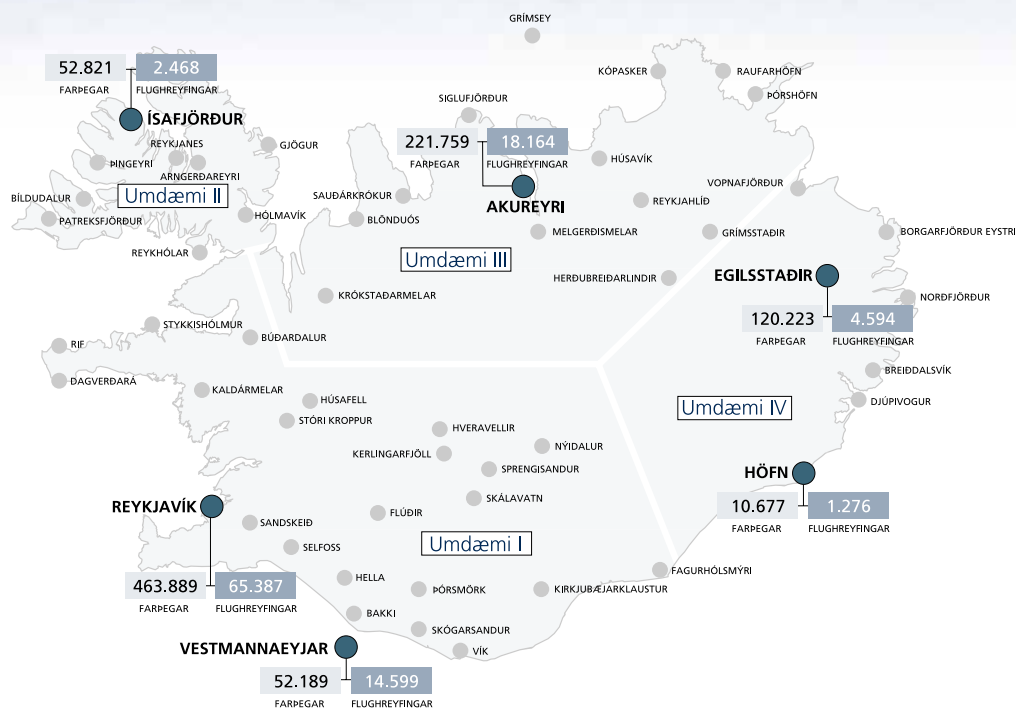 GRÍMSEY
52.821
2.468
FARÞEGAR
FLUGHREYFINGAR
ÍSAFJÖRÐUR
REYKJANES
ÞINGEYRI
ARNGERÐAREYRI
GJÖGUR
BÍLDUDALUR
Umdæmi II
PATREKSFJÖRÐUR
HÓLMAVÍK
REYKHÓLAR
KÓPASKER
RAUFARHÖFN
ÞÓRSHÖFN
SIGLUFJÖRÐUR
221.759
18.164
FARÞEGAR
FLUGHREYFINGAR
AKUREYRI
HÚSAVÍK
SAUÐÁRKRÓKUR
BLÖNDUÓS
REYKJAHLÍÐ
VOPNAFJÖRÐUR
MELGERÐISMELAR
GRÍMSSTAÐIR
BORGARFJÖRÐUR EYSTRI
Umdæmi III
HERÐUBREIÐARLINDIR
KRÓKSTAÐARMELAR
EGILSSTAÐIR
NORÐFJÖRÐUR
120.223
4.594
FARÞEGAR
FLUGHREYFINGAR
STYKKISHÓLMUR
BÚÐARDALUR
RIF
DAGVERÐARÁ
KALDÁRMELAR
HÚSAFELL
STÓRI KROPPUR
BREIÐDALSVÍK
DJÚPIVOGUR
Umdæmi IV
HVERAVELLIR
KERLINGARFJÖLL
NÝIDALUR
SPRENGISANDUR
SKÁLAVATN
HÖFN
10.677
1.276
FARÞEGAR
FLUGHREYFINGAR
REYKJAVÍK
SANDSKEIÐ
FLÚÐIR
SELFOSS
Umdæmi I
FAGURHÓLSMÝRI
463.889
65.387
FARÞEGAR
FLUGHREYFINGAR
HELLA
ÞÓRSMÖRK
KIRKJUBÆJARKLAUSTUR
BAKKI
SKÓGARSANDUR
VÍK
VESTMANNAEYJAR
52.189
14.599
FARÞEGAR
FLUGHREYFINGAR